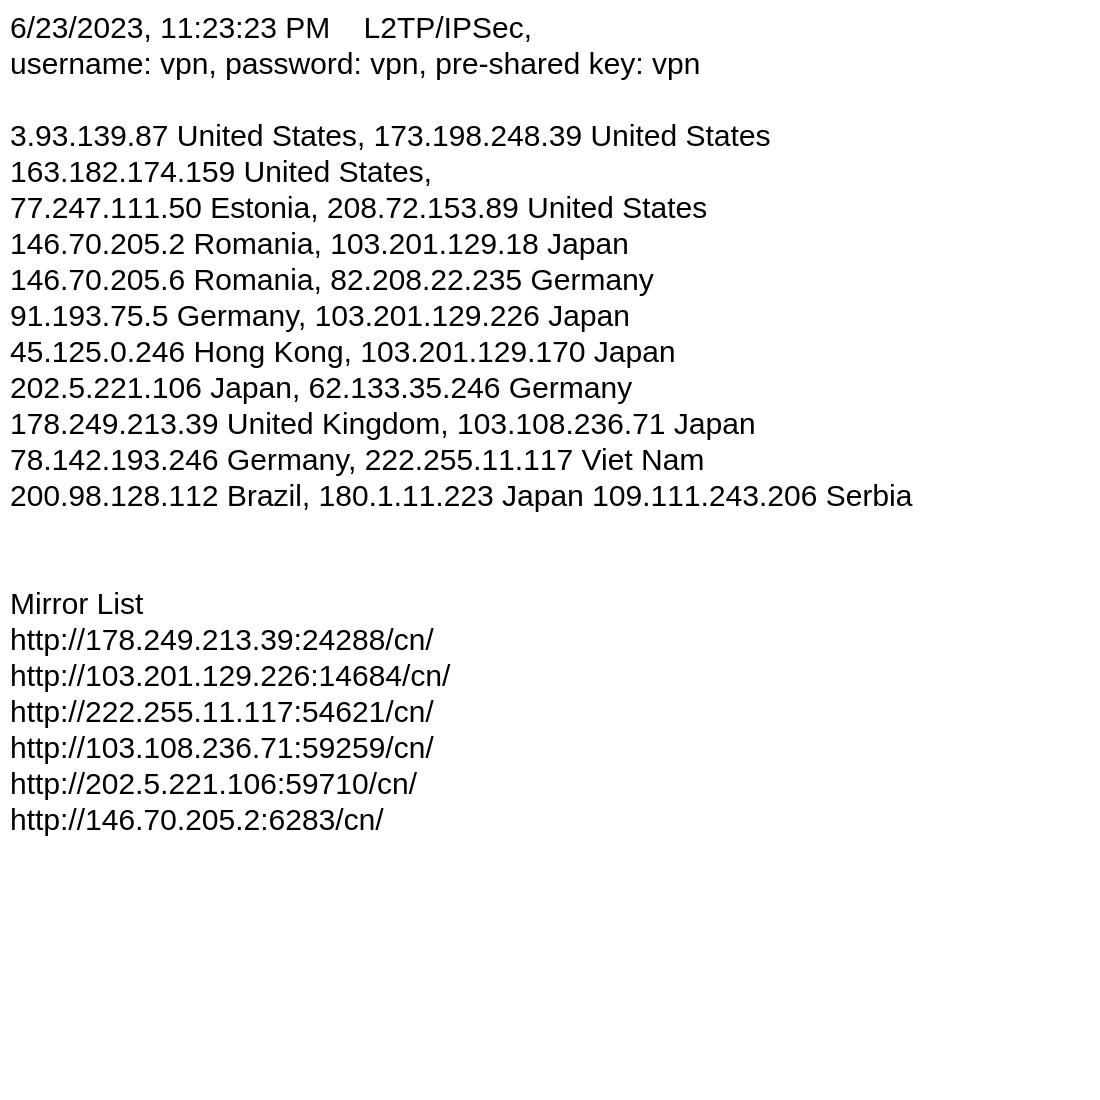 6/23/2023, 11:23:23 PM    L2TP/IPSec,
username: vpn, password: vpn, pre-shared key: vpn
3.93.139.87 United States, 173.198.248.39 United States
163.182.174.159 United States,
77.247.111.50 Estonia, 208.72.153.89 United States
146.70.205.2 Romania, 103.201.129.18 Japan
146.70.205.6 Romania, 82.208.22.235 Germany
91.193.75.5 Germany, 103.201.129.226 Japan
45.125.0.246 Hong Kong, 103.201.129.170 Japan
202.5.221.106 Japan, 62.133.35.246 Germany
178.249.213.39 United Kingdom, 103.108.236.71 Japan
78.142.193.246 Germany, 222.255.11.117 Viet Nam
200.98.128.112 Brazil, 180.1.11.223 Japan 109.111.243.206 Serbia
Mirror List
http://178.249.213.39:24288/cn/
http://103.201.129.226:14684/cn/
http://222.255.11.117:54621/cn/
http://103.108.236.71:59259/cn/
http://202.5.221.106:59710/cn/
http://146.70.205.2:6283/cn/